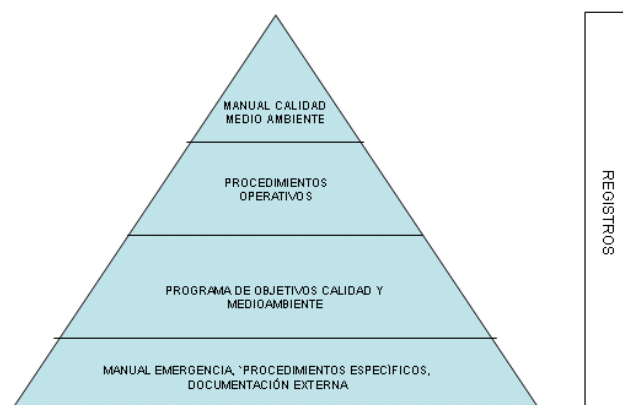 MANUAL CALIDAD
MEDIO AMBIENTE
PROCEDIMIENTOS
OPERATIVOS
PROGRAMA DE OBJETIVOS CALIDAD Y
MEDIOAMBIENTE
MANUAL EMERGENCIA, `PROCEDIMIENTOS ESPECÌFICOS,
DOCUMENTACIÓN EXTERNA
REGISTROS